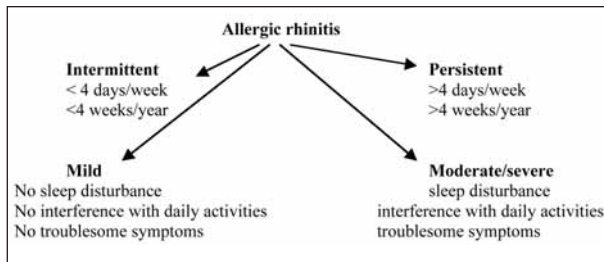 Allergic rhinitis
Intermittent
< 4 days/week
<4 weeks/year
Persistent
>4 days/week
>4 weeks/year
Mild
No sleep disturbance
No interference with daily activities
No troublesome symptoms
Moderate/severe
sleep disturbance
interference with daily activities
troublesome symptoms